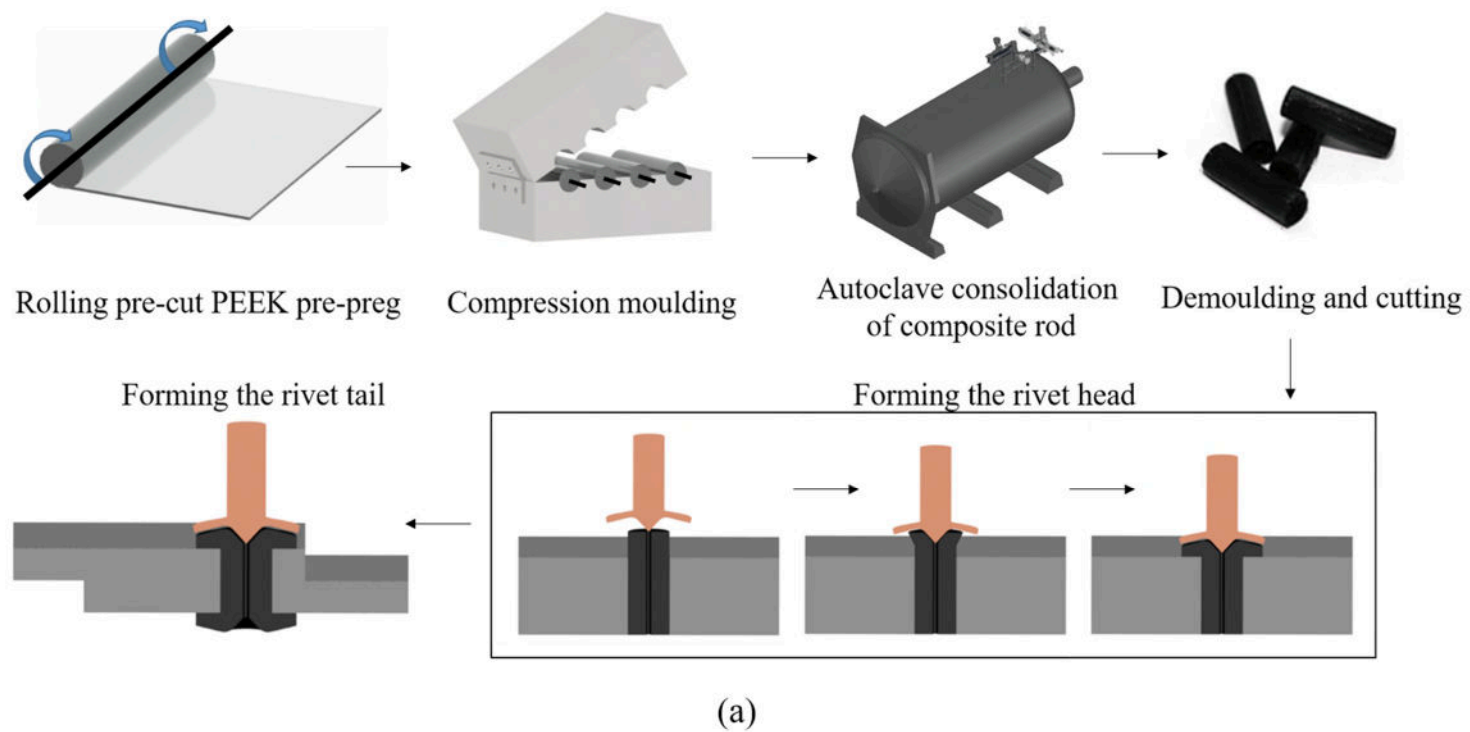 Rolling pre-cut PEEK pre-preg
Compression moulding
Autoclave consolidation
of composite rod
Demoulding and cutting
Forming the rivet tail
Forming the rivet head
(a)